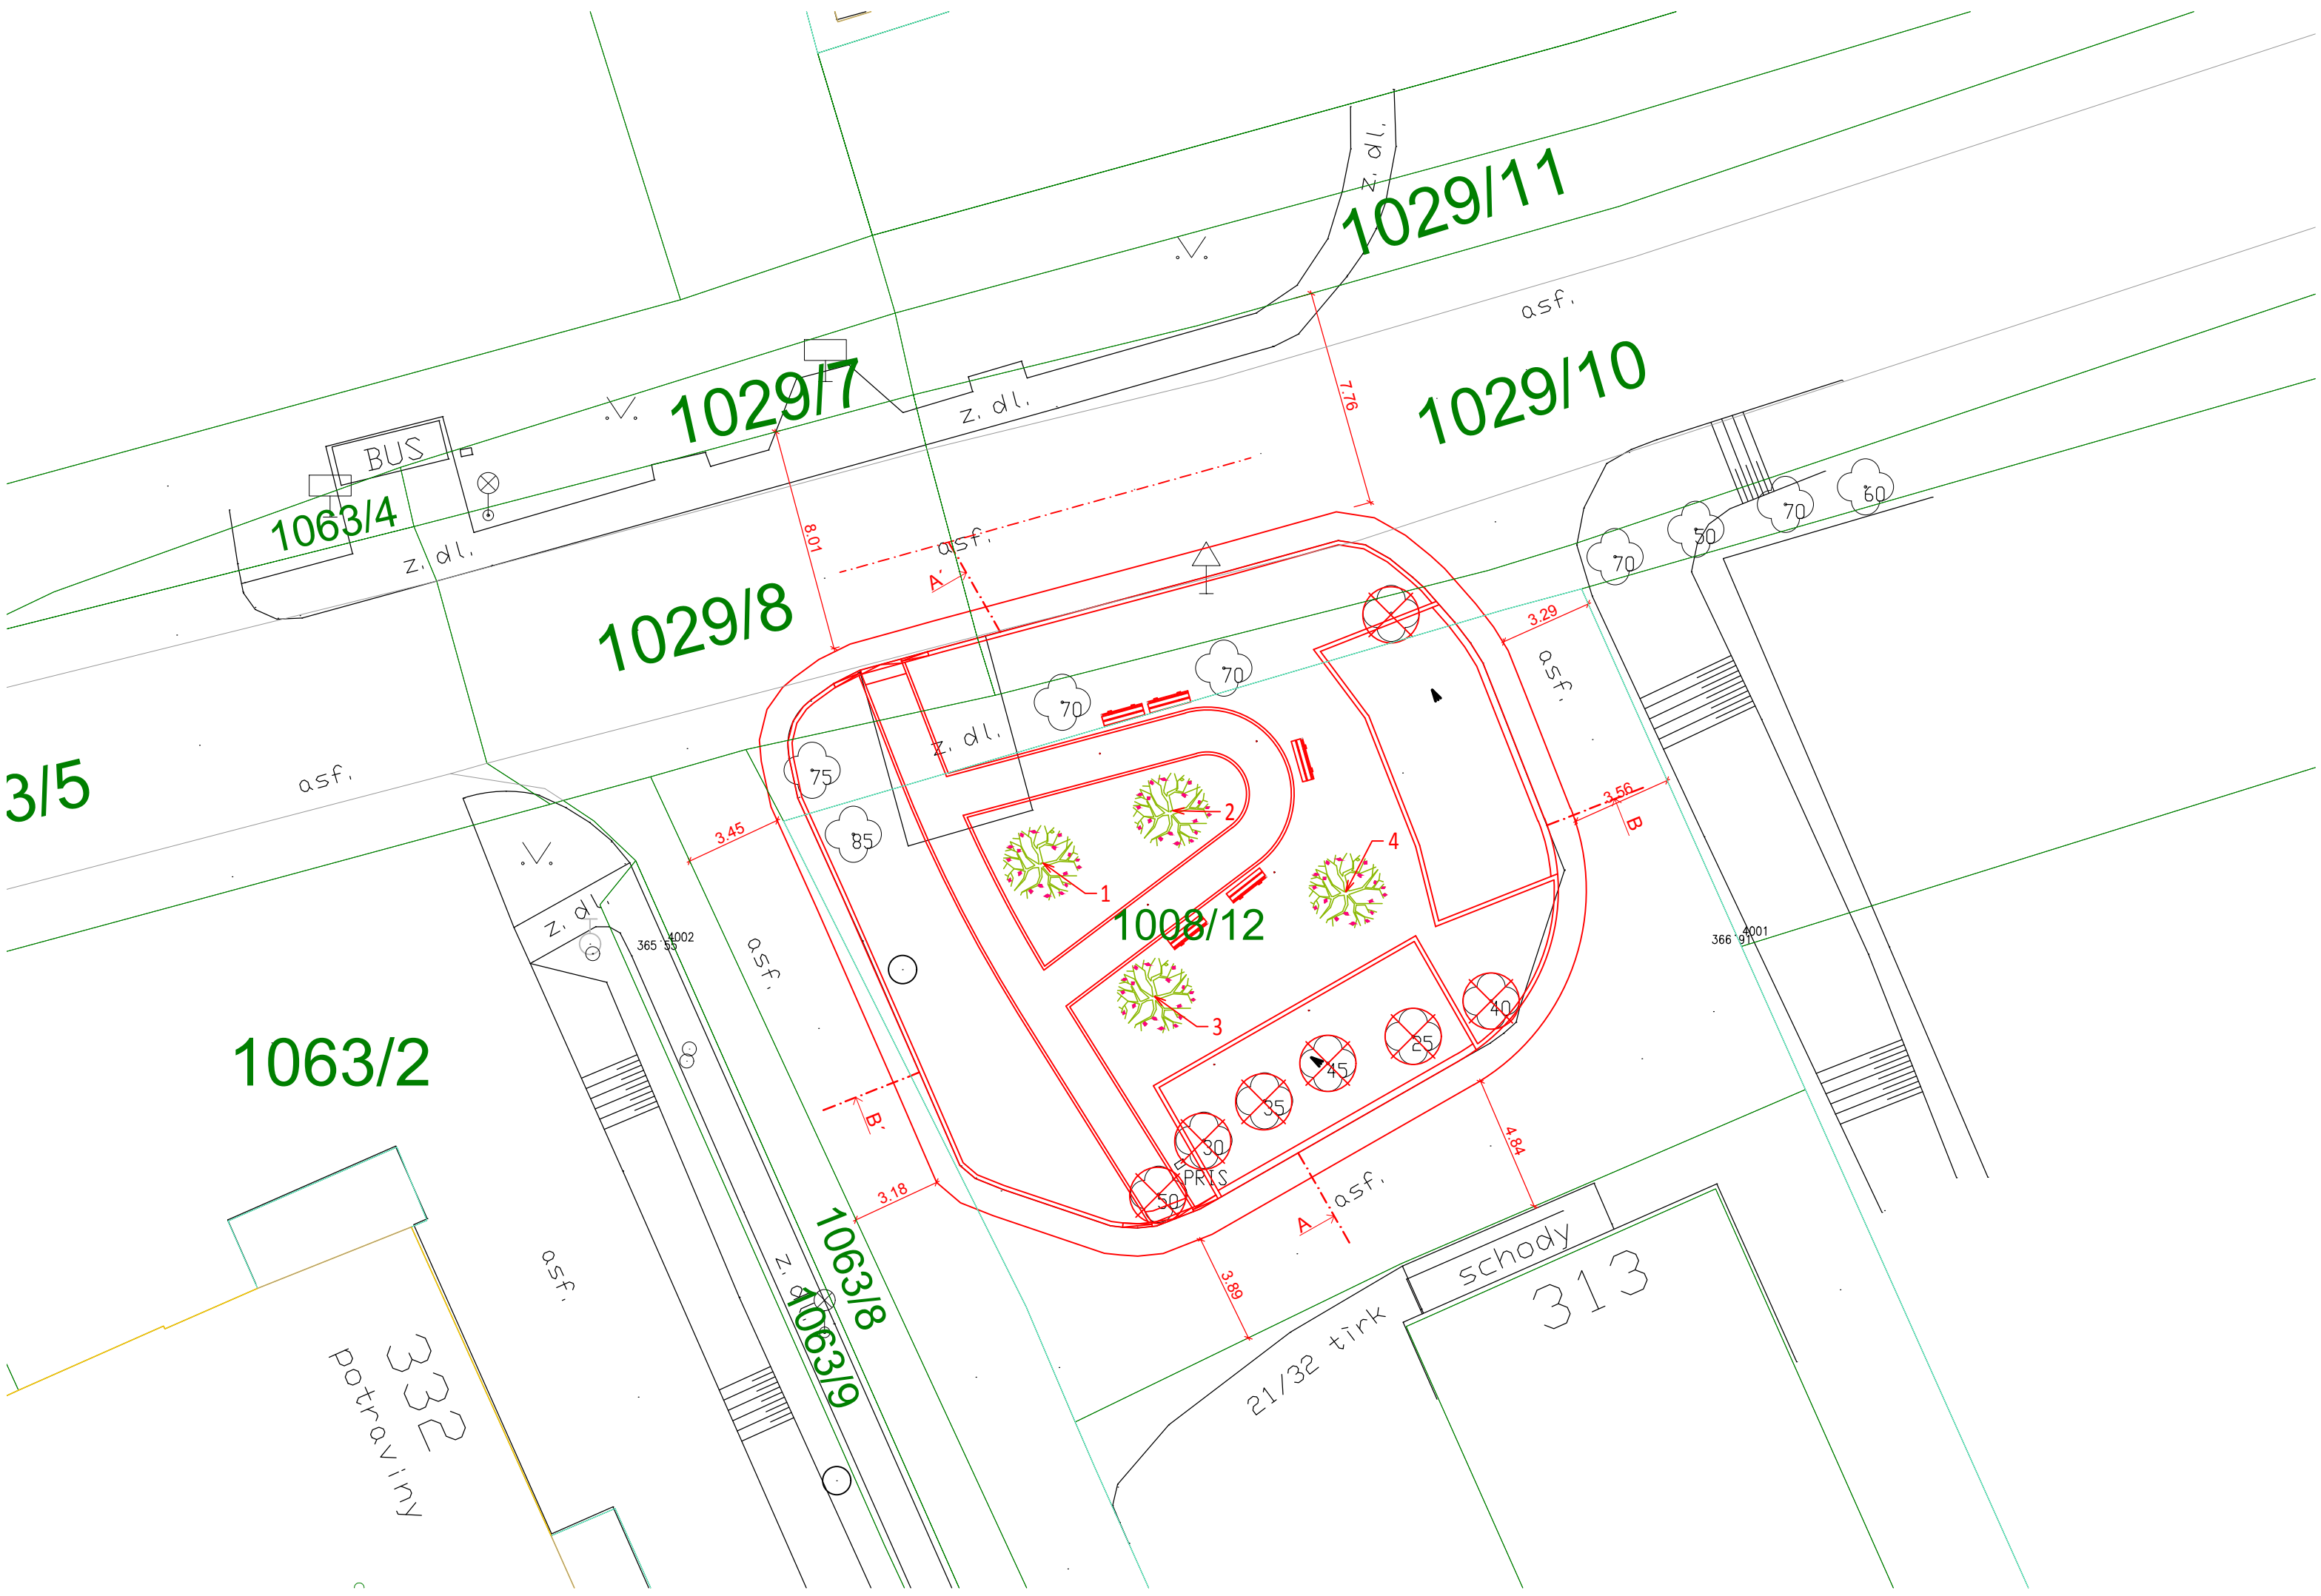 1029/11
z. dl.
asf.
1029/10
7.76
1029/7
z. dl.
BUS
1063/4
z. dl.
8.01
asf.
A'
1029/8
60
70
50
70
3.29
asf.
70
70
z. dl.
75
85
3.45
3/5
asf.
3.56
B
2
1
4
1008/12
z. dl.
4002
365 55
4001
366 91
asf.
3
40
25
45
35
30
50
PRIS
1063/2
B'
3.18
4.84
A
asf.
3.89
schody
313
21/32 tirk
1063/8
z. dl.
1063/9
asf.
332
potraviny